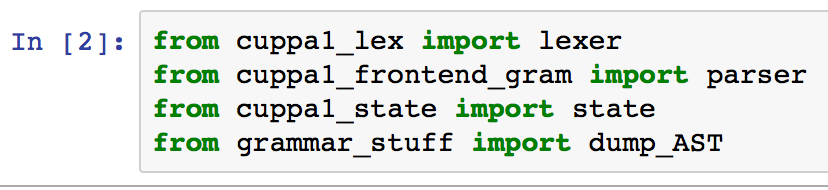 In [2]: from cuppa1_lex import lexer
from cuppa1_frontend_gram import parser
from cuppa1_state import state
from grammar_stuff import dump_AST